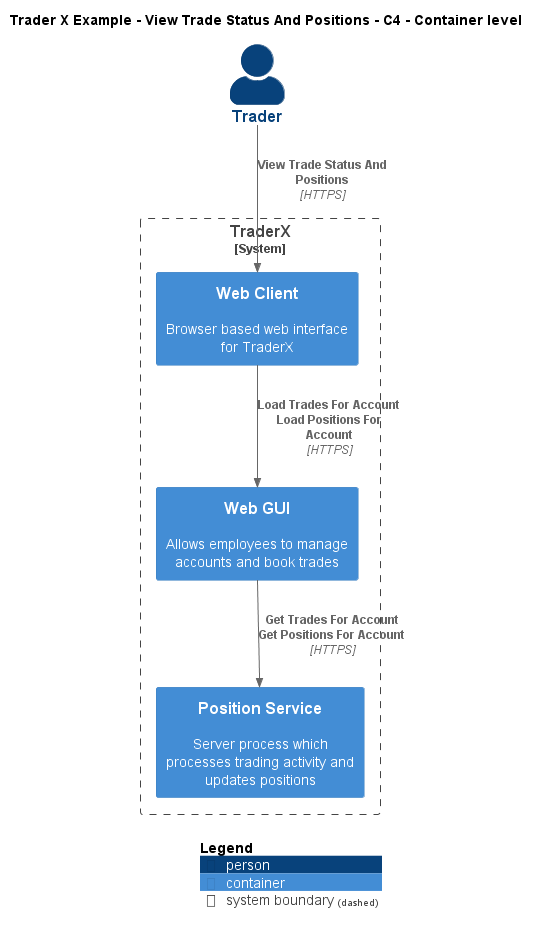 Trader X Example - View Trade Status And Positions - C4 - Container level
Trader
View Trade Status And
Positions
[HTTPS]
TraderX
[System]
Web Client
Browser based web interface
for TraderX
Load Trades For Account
Load Positions For
Account
[HTTPS]
Web GUI
Allows employees to manage
accounts and book trades
Get Trades For Account
Get Positions For Account
[HTTPS]
Position Service
Server process which
processes trading activity and
updates positions
Legend
person
container
system boundary (dashed)